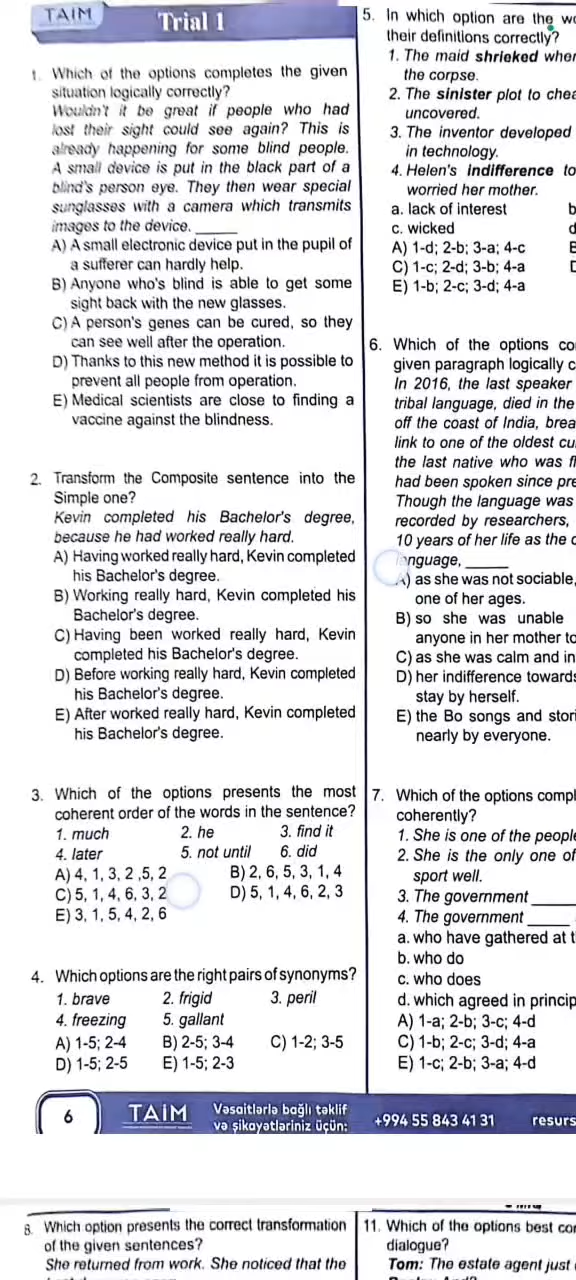 TAIM
Trial 1
1. Which of the options completes the given
situation logically correctly?
Wouldn't it be great if people who had
lost their sight could see again? This is
already happening for some blind people.
A small device is put in the black part of a
blind's person eye. They then wear special
sunglasses with a camera which transmits
images to the device. _____
A) A small electronic device put in the pupil of
a sufferer can hardly help.
B) Anyone who's blind is able to get some
sight back with the new glasses.
C) A person's genes can be cured, so they
can see well after the operation.
D) Thanks to this new method it is possible to
prevent all people from operation.
E) Medical scientists are close to finding a
vaccine against the blindness.
2. Transform the Composite sentence into the
Simple one?
Kevin completed his Bachelor's degree,
because he had worked really hard.
A) Having worked really hard, Kevin completed
his Bachelor's degree.
B) Working really hard, Kevin completed his
Bachelor's degree.
C) Having been worked really hard, Kevin
completed his Bachelor's degree.
D) Before working really hard, Kevin completed
his Bachelor's degree.
E) After worked really hard, Kevin completed
his Bachelor's degree.
3. Which of the options presents the most
coherent order of the words in the sentence?
1. much 2. he 3. find it
4. later 5. not until 6. did
A) 4, 1, 3, 2 ,5, 2 B) 2, 6, 5, 3, 1, 4
C) 5, 1, 4, 6, 3, 2 D) 5, 1, 4, 6, 2, 3
E) 3, 1, 5, 4, 2, 6
4. Which options are the right pairs of synonyms?
1. brave 2. frigid 3. peril
4. freezing 5. gallant
A) 1-5; 2-4 B) 2-5; 3-4 C) 1-2; 3-5
D) 1-5; 2-5 E) 1-5; 2-3
5. In which option are the
their definitions correctly?
1. The maid shrieked when
the corpse.
2. The sinister plot to
uncovered.
3. The inventor developed
in technology.
4. Helen's indifference to
worried her mother.
a. lack of interest
c. wicked
A) 1-d; 2-b; 3-a; 4-c
C) 1-c; 2-d; 3-b; 4-a
E) 1-b; 2-c; 3-d; 4-a
6. Which of the options
given paragraph logically
In 2016, the last speaker
tribal language, died in the
off the coast of India,
link to one of the oldest
the last native who was
had been spoken since
Though the language was
recorded by researchers,
10 years of her life as the
_____
A) as she was not sociable,
one of her ages.
B) so she was unable
anyone in her mother
C) as she was calm and in
D) her indifference
stay by herself.
E) the Bo songs and
nearly by everyone.
7. Which of the options
coherently?
1. She is one of the
2. She is the only one of
sport well.
3. The government _____
4. The government _____
a. who have gathered at
b. who do
c. who does
d. which agreed in
A) 1-a; 2-b; 3-c; 4-d
C) 1-b; 2-c; 3-d; 4-a
E) 1-c; 2-b; 3-a; 4-d
6 TAIM Vəsaitlərlə bağlı təklif
və şikayətləriniz üçün: +994 55 843 41 31
8. Which option presents the correct transformation
of the given sentences?
She returned from work. She noticed that the
11. Which of the options best
dialogue?
Tom: The estate agent just